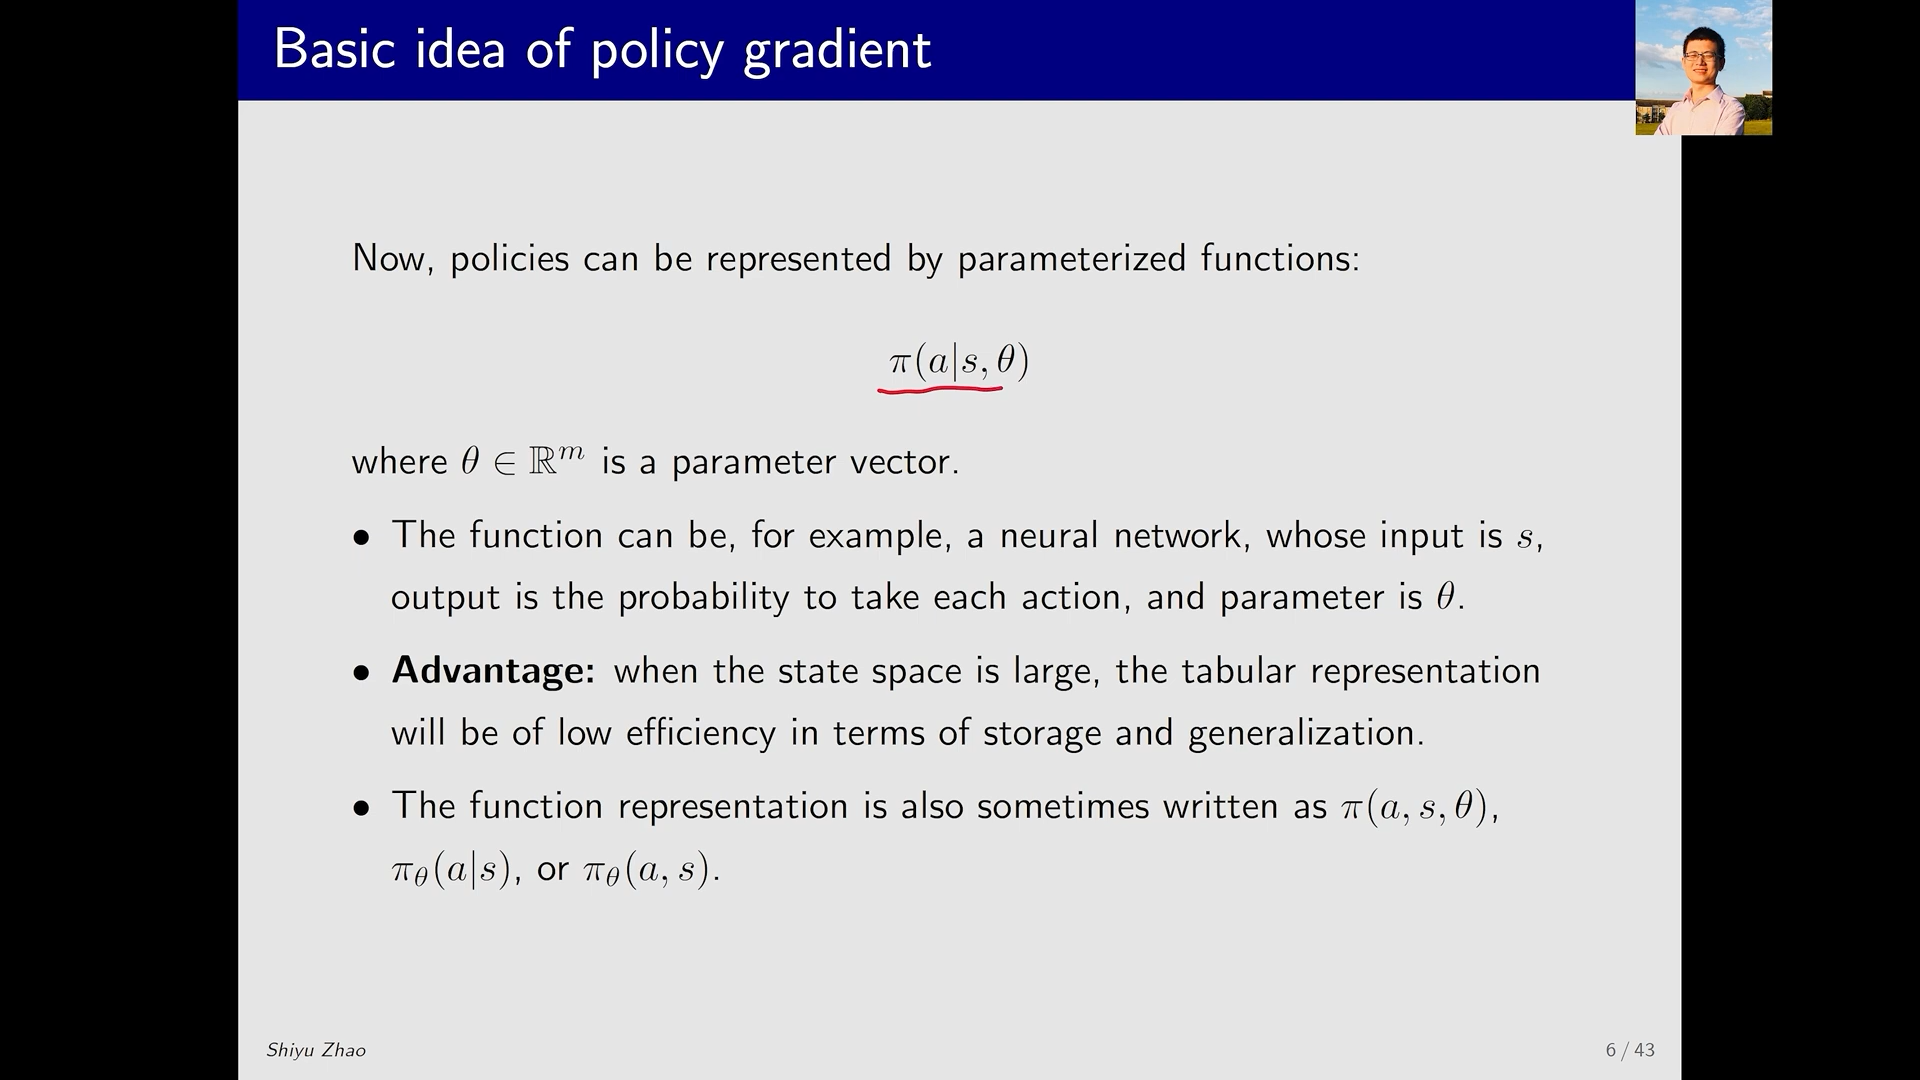 Basic idea of policy gradient
Now, policies can be represented by parameterized functions:
π(a|s, θ)
where θ ∈ ℝᵐ is a parameter vector.
• The function can be, for example, a neural network, whose input is s,
output is the probability to take each action, and parameter is θ.
• Advantage: when the state space is large, the tabular representation
will be of low efficiency in terms of storage and generalization.
• The function representation is also sometimes written as π(a, s, θ),
πθ(a|s), or πθ(a, s).
Shiyu Zhao
6 / 43